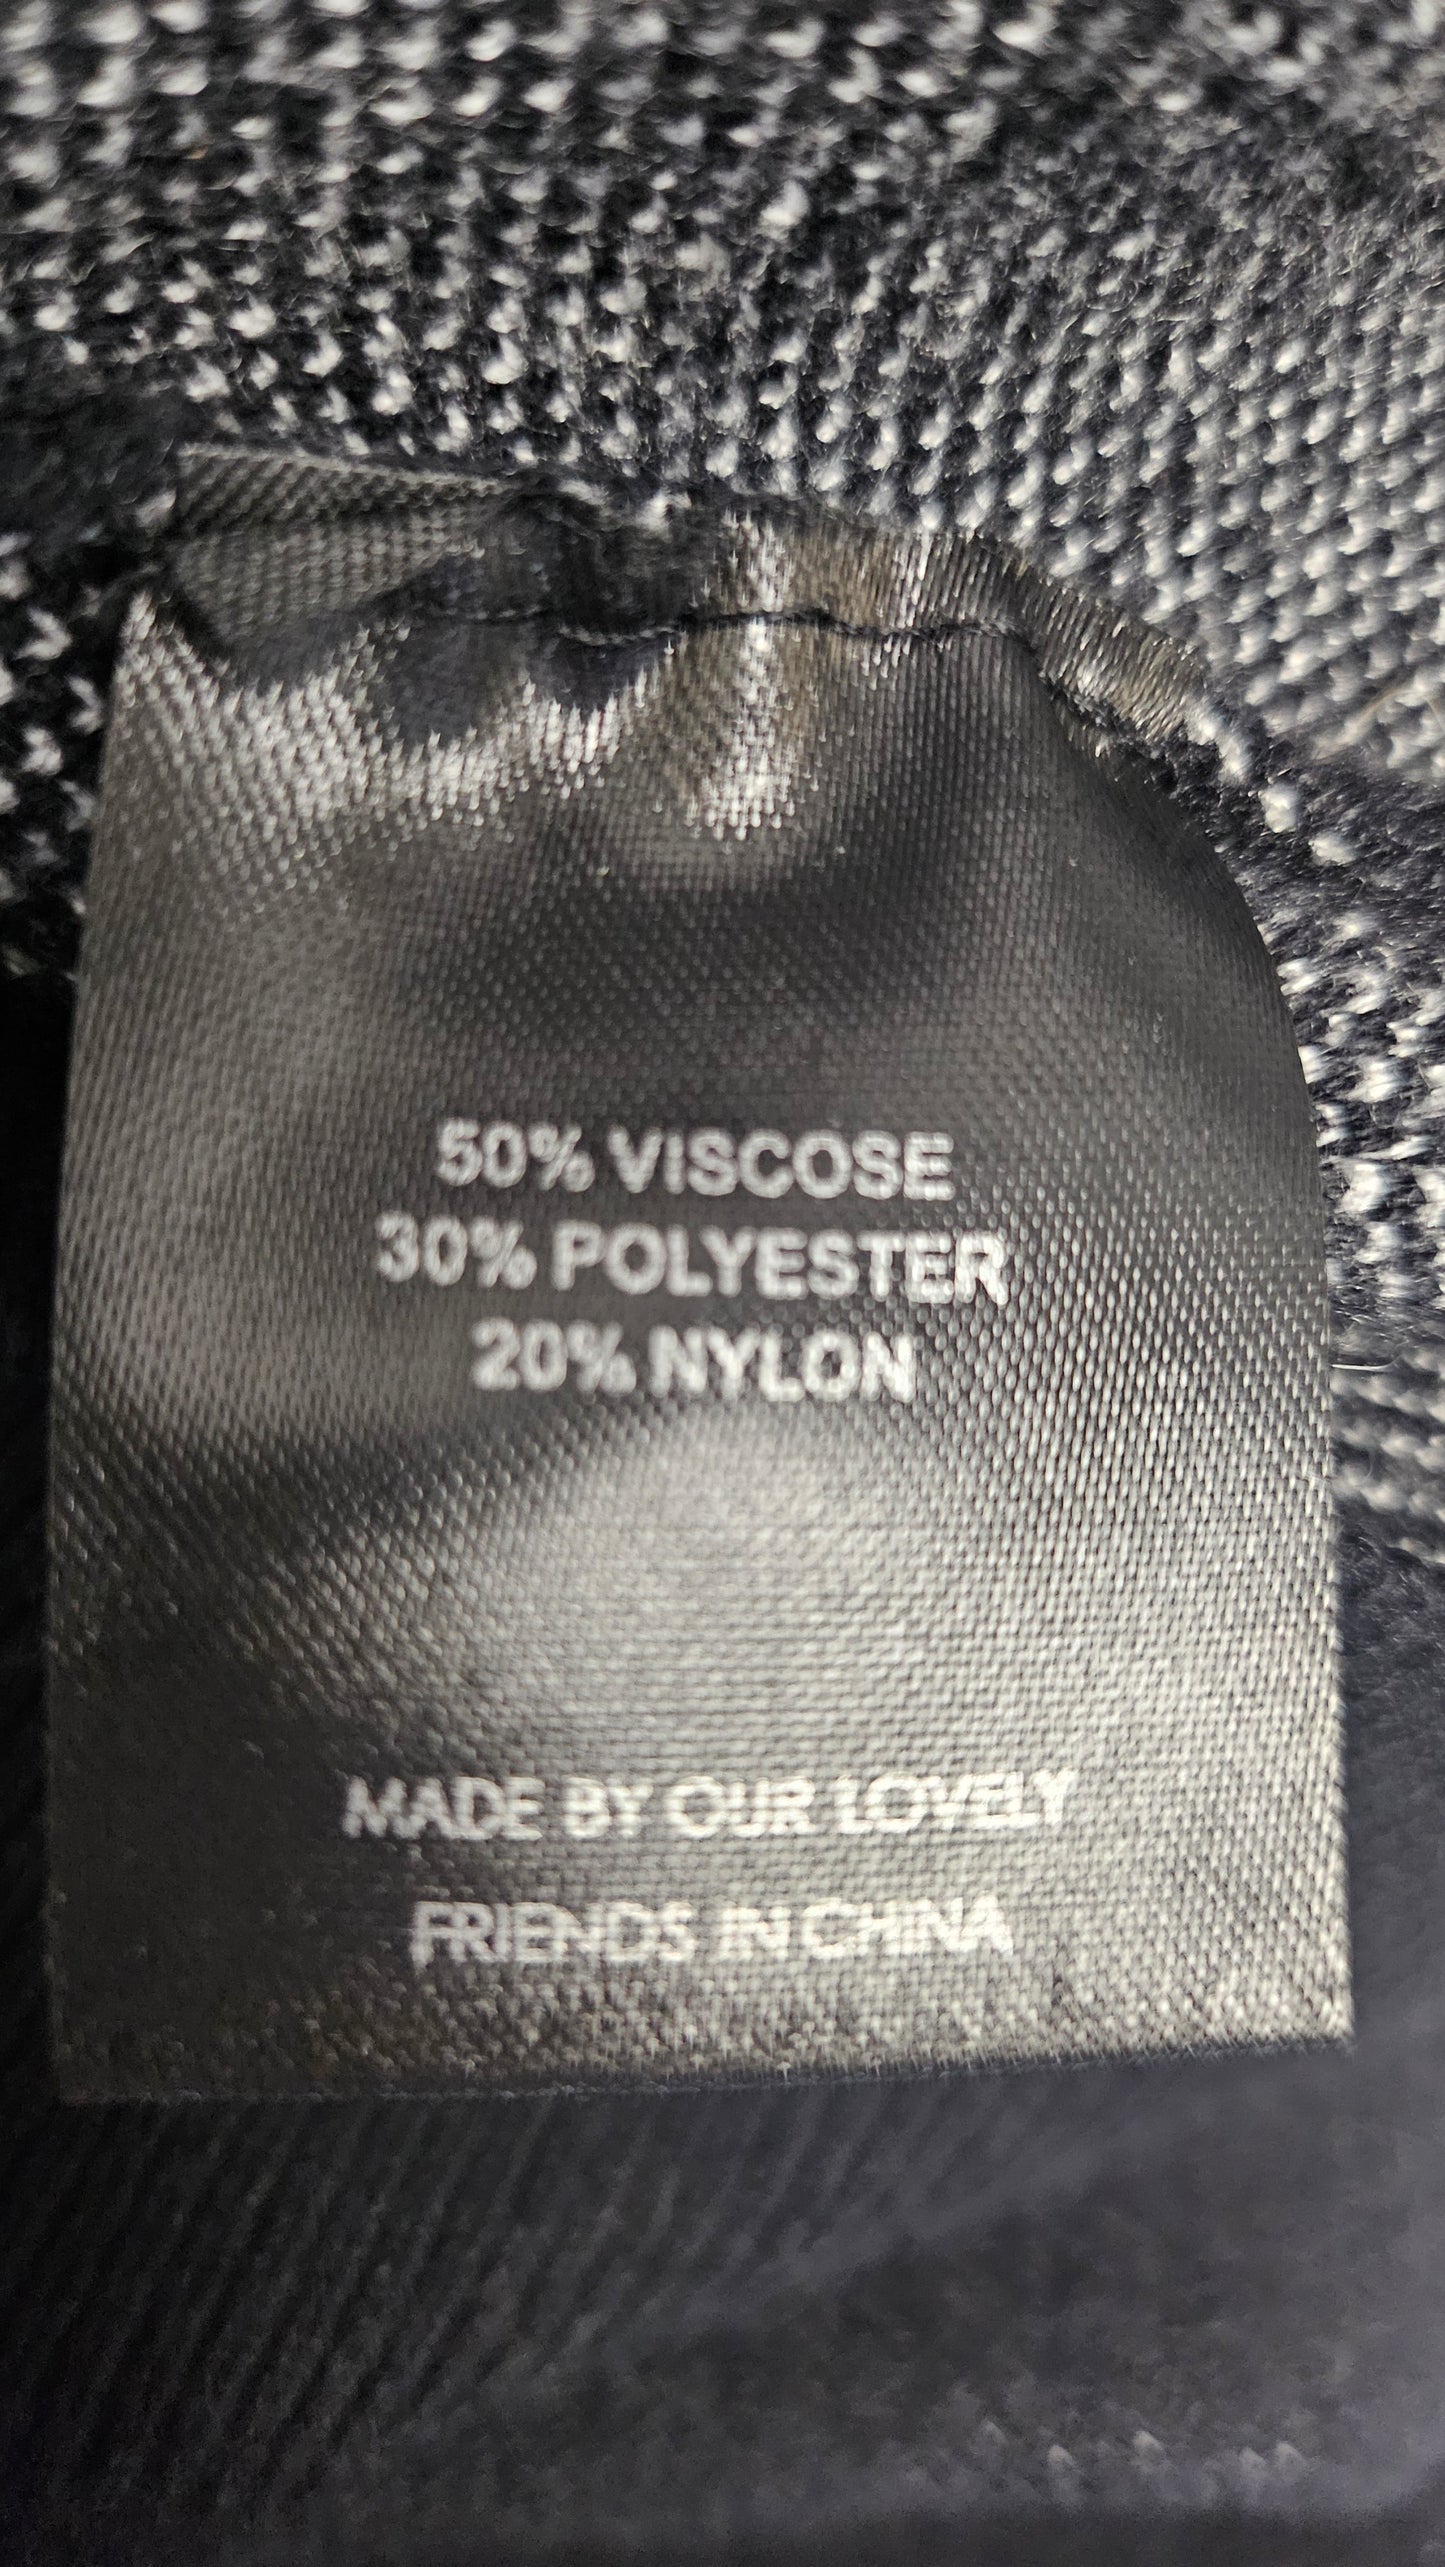 50% VISCOSE
30% POLYESTER
20% NYLON
MADE BY OUR LOVELY
FRIENDS IN CHINA